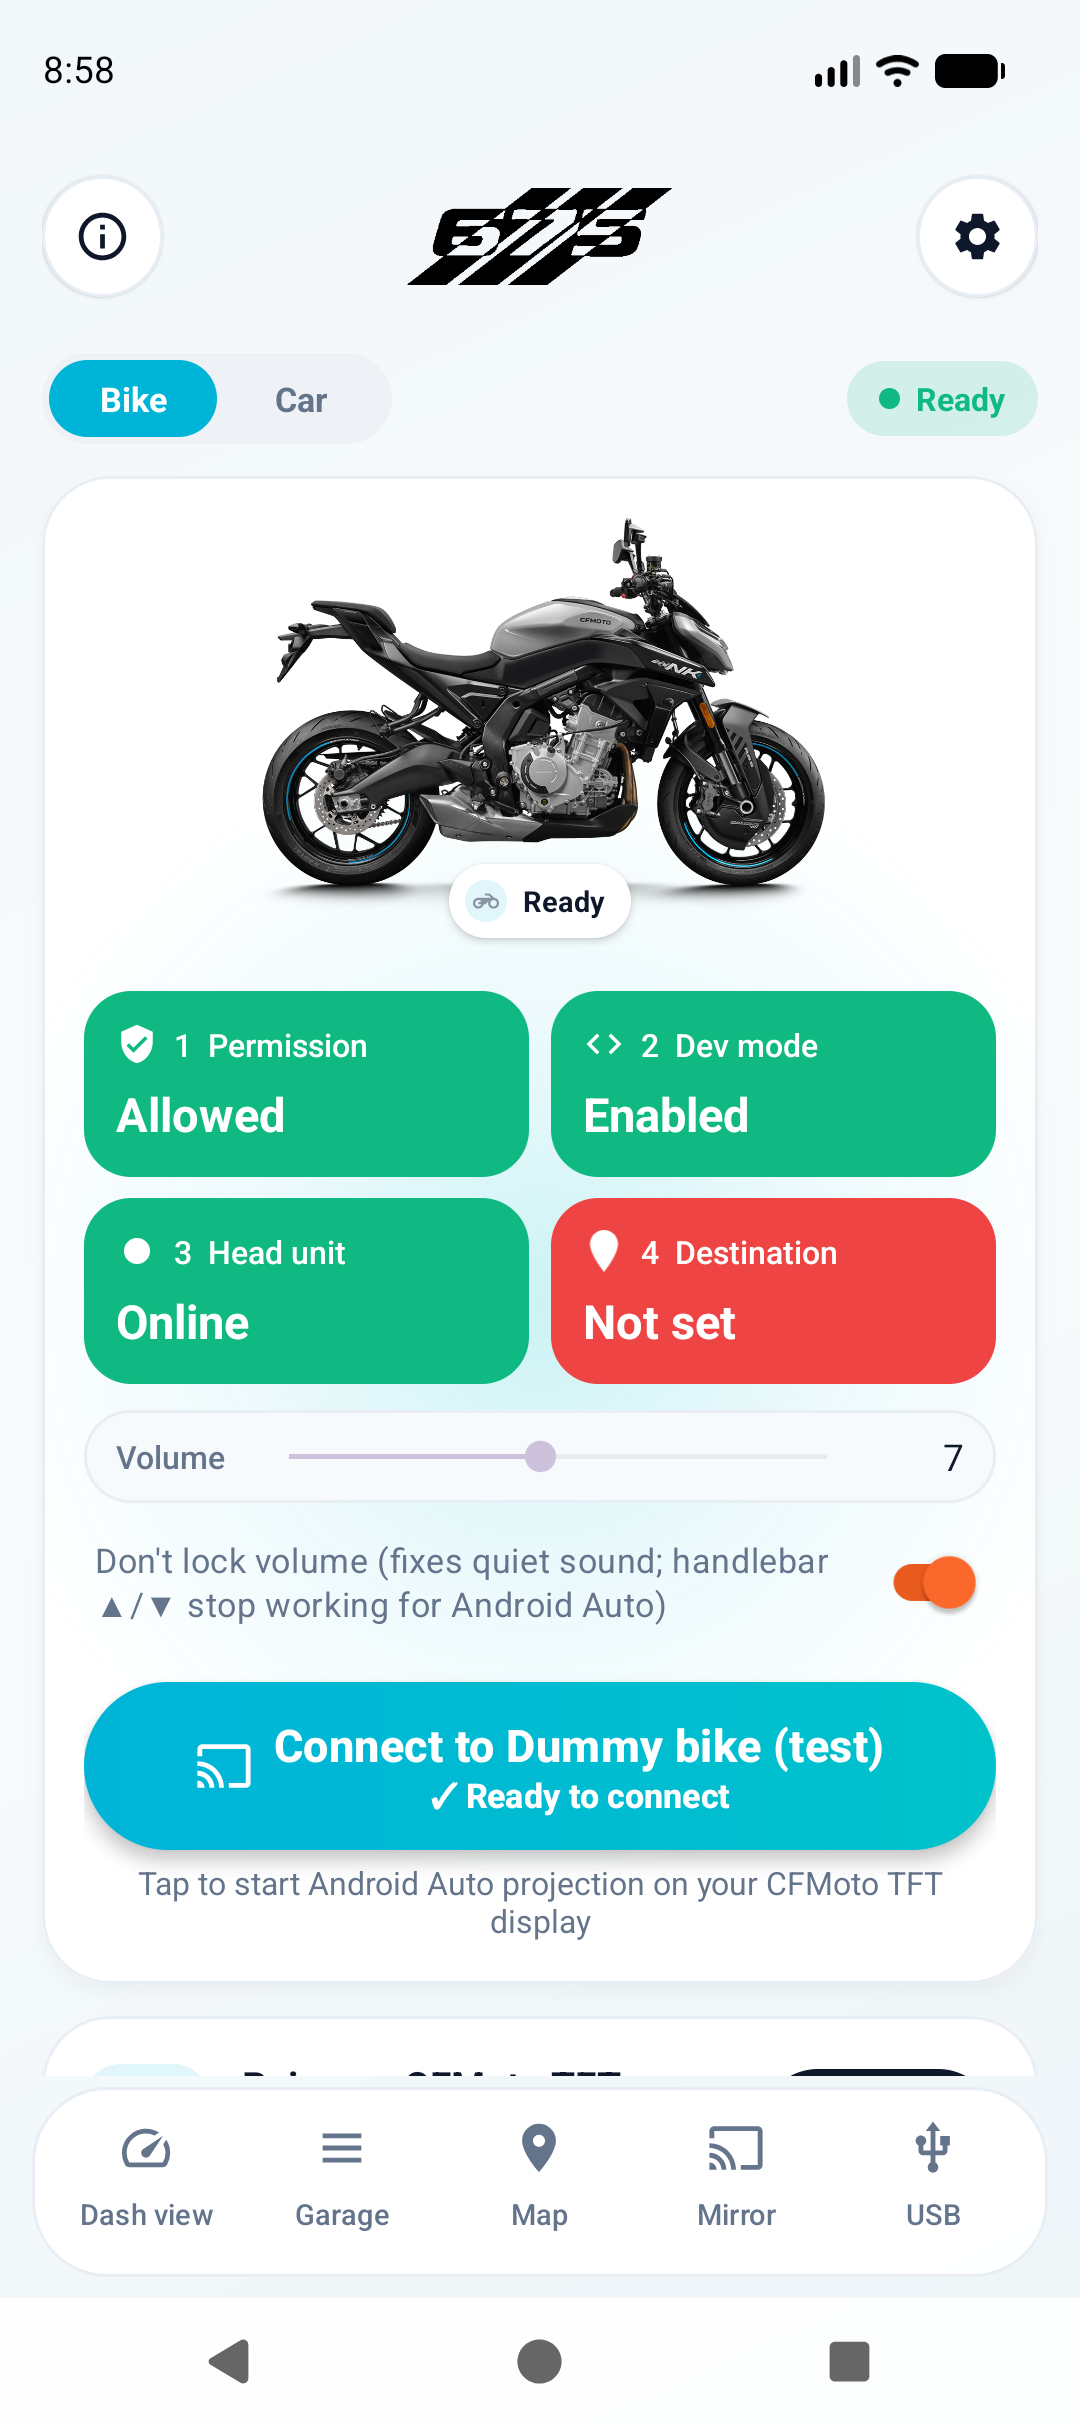 8:58
675
Bike
Car
Ready
CFMOTO
NK
Ready
1 Permission
Allowed
2 Dev mode
Enabled
3 Head unit
Online
4 Destination
Not set
Volume
7
Don't lock volume (fixes quiet sound; handlebar
▲/▼ stop working for Android Auto)
Connect to Dummy bike (test)
✓ Ready to connect
Tap to start Android Auto projection on your CFMoto TFT
display
Dash view
Garage
Map
Mirror
USB